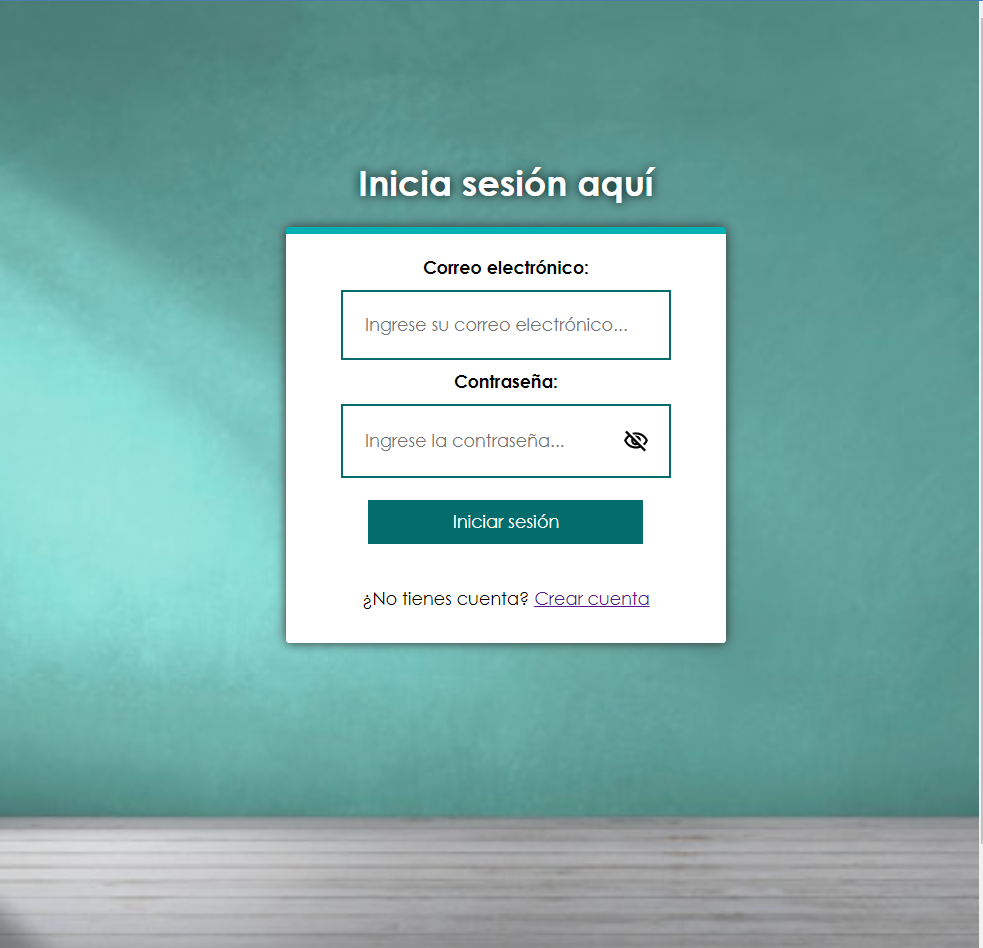 Inicia sesión aquí
Correo electrónico:
Ingrese su correo electrónico...
Contraseña:
Ingrese la contraseña...
Iniciar sesión
¿No tienes cuenta? Crear cuenta